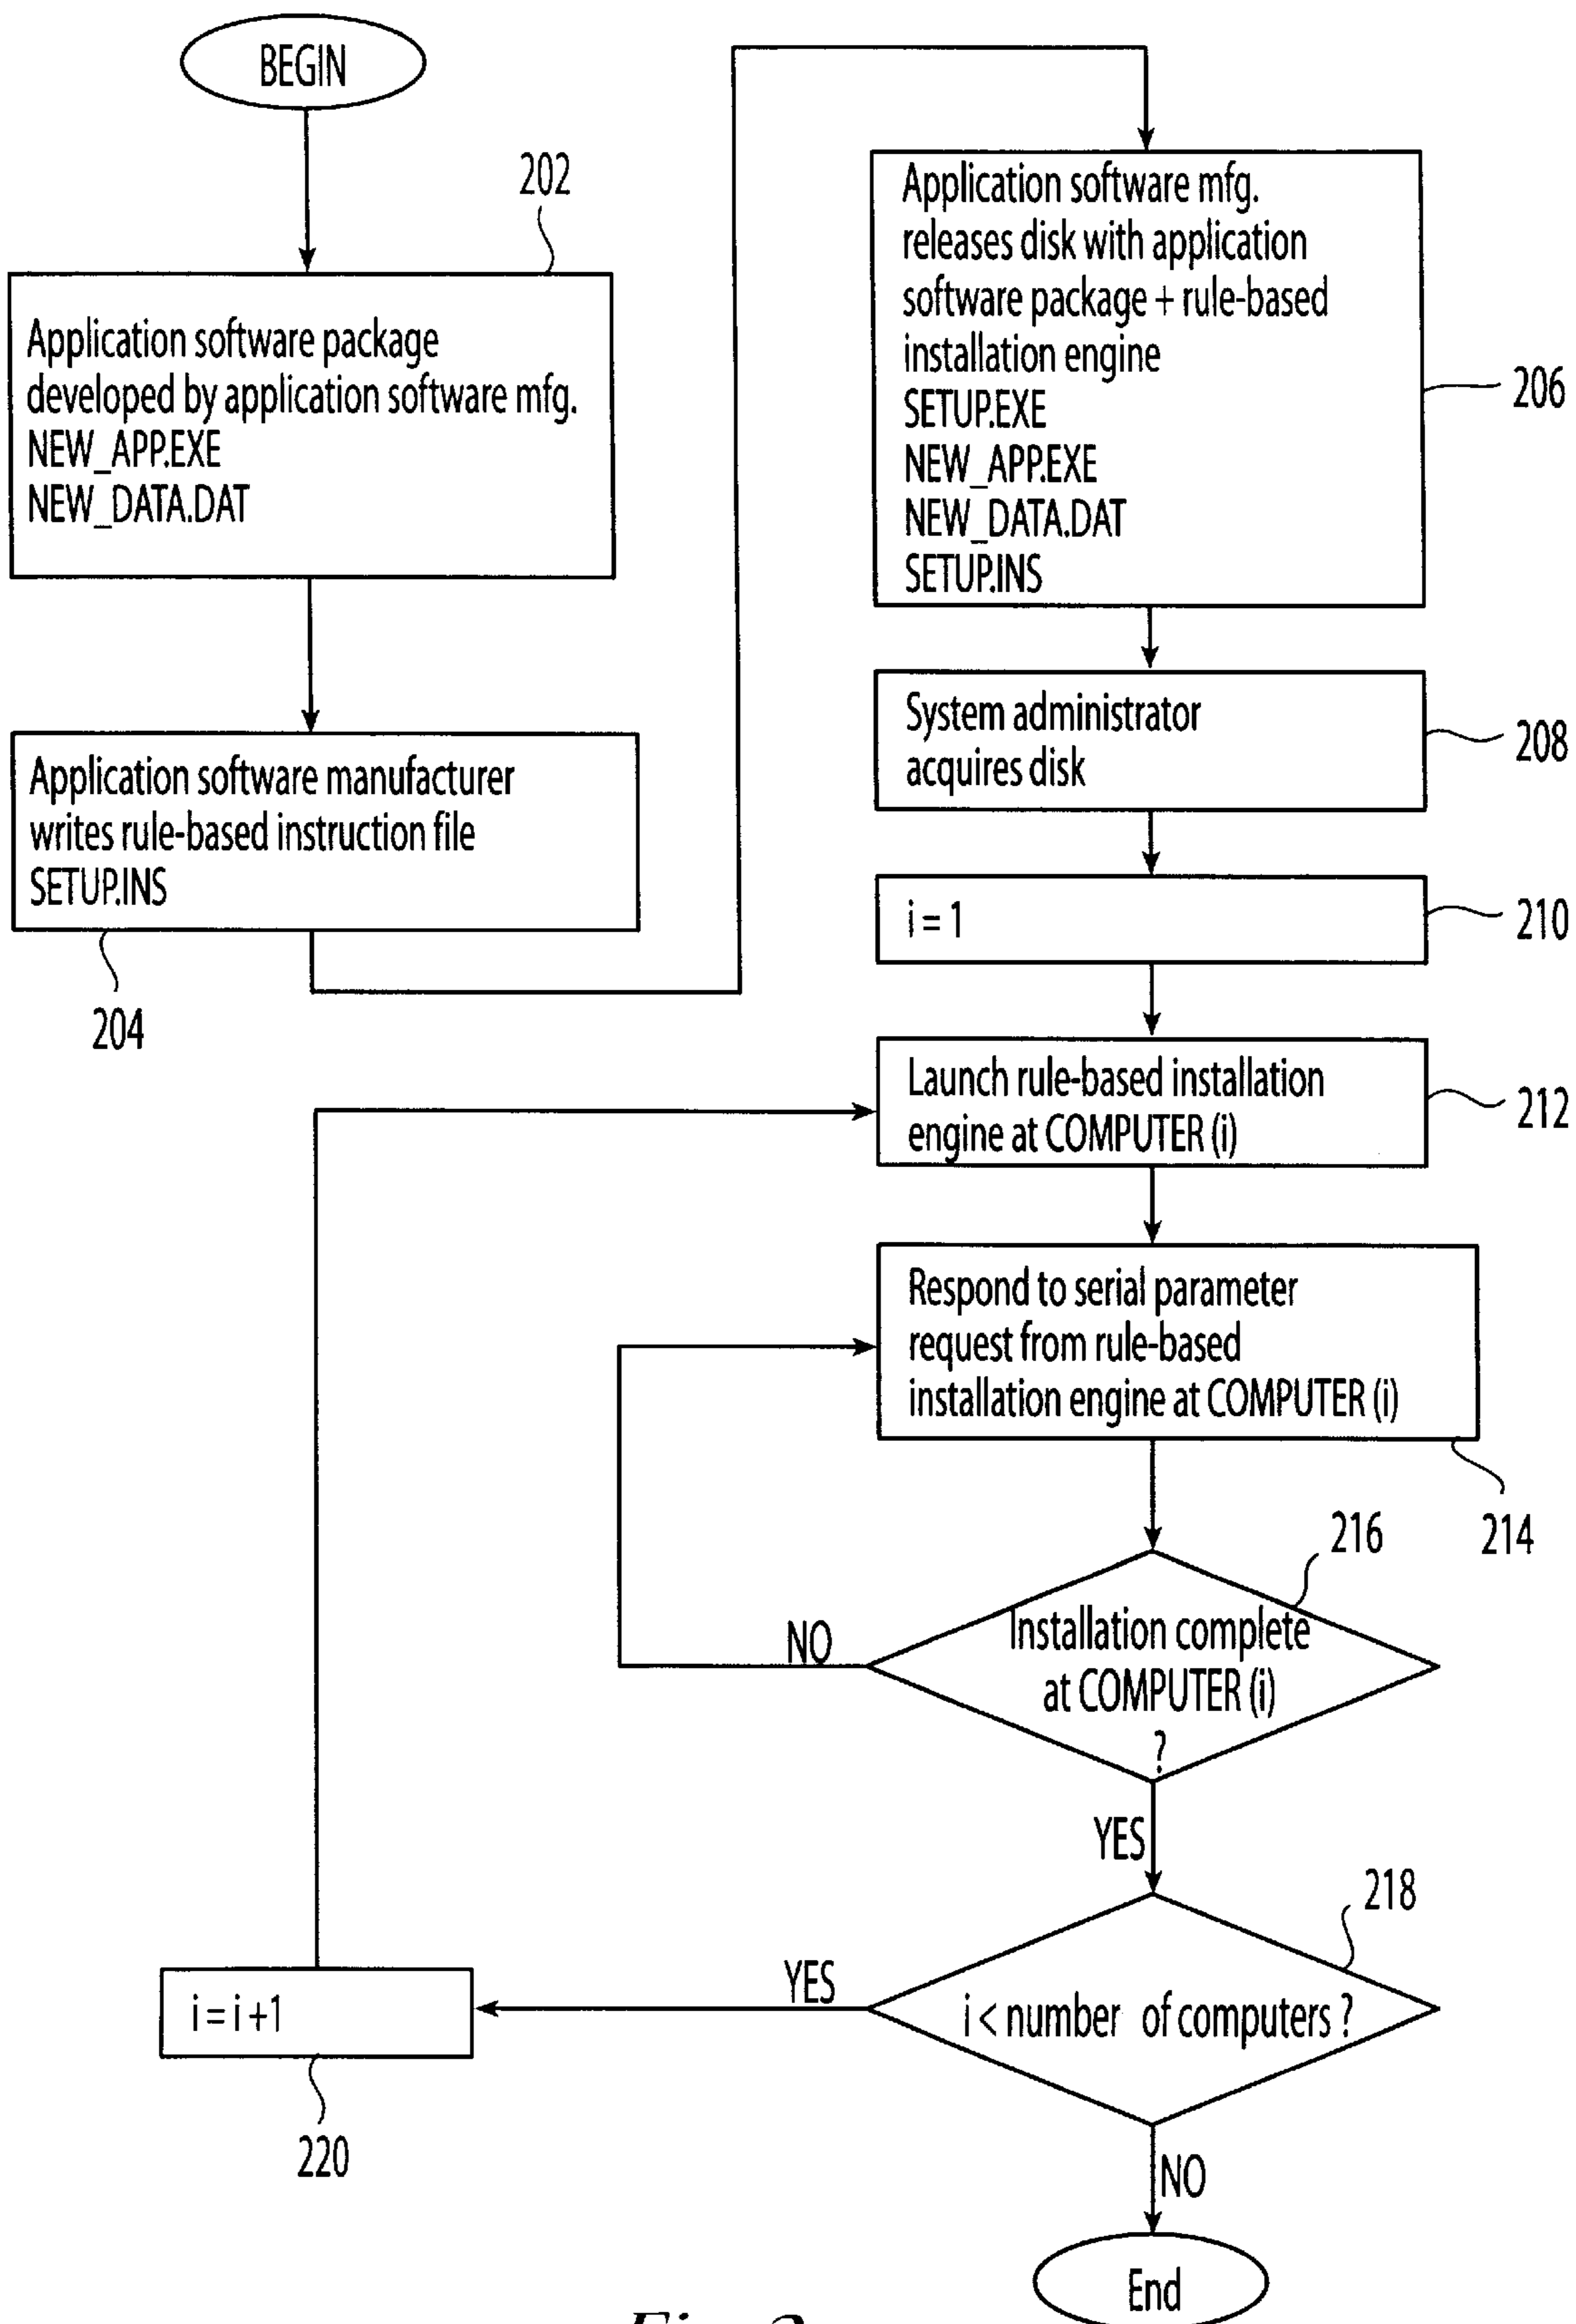 BEGIN
202
Application software package
developed by application software mfg.
NEW_APP.EXE
NEW_DATA.DAT
Application software manufacturer
writes rule-based instruction file
SETUP.INS
204
Application software mfg.
releases disk with application
software package + rule-based
installation engine
SETUP.EXE
NEW_APP.EXE
NEW_DATA.DAT
SETUP.INS
206
System administrator
acquires disk
208
i = 1
210
Launch rule-based installation
engine at COMPUTER (i)
212
Respond to serial parameter
request from rule-based
installation engine at COMPUTER (i)
214
216
Installation complete
at COMPUTER (i)
?
NO
YES
218
i < number of computers ?
YES
i = i +1
220
NO
End